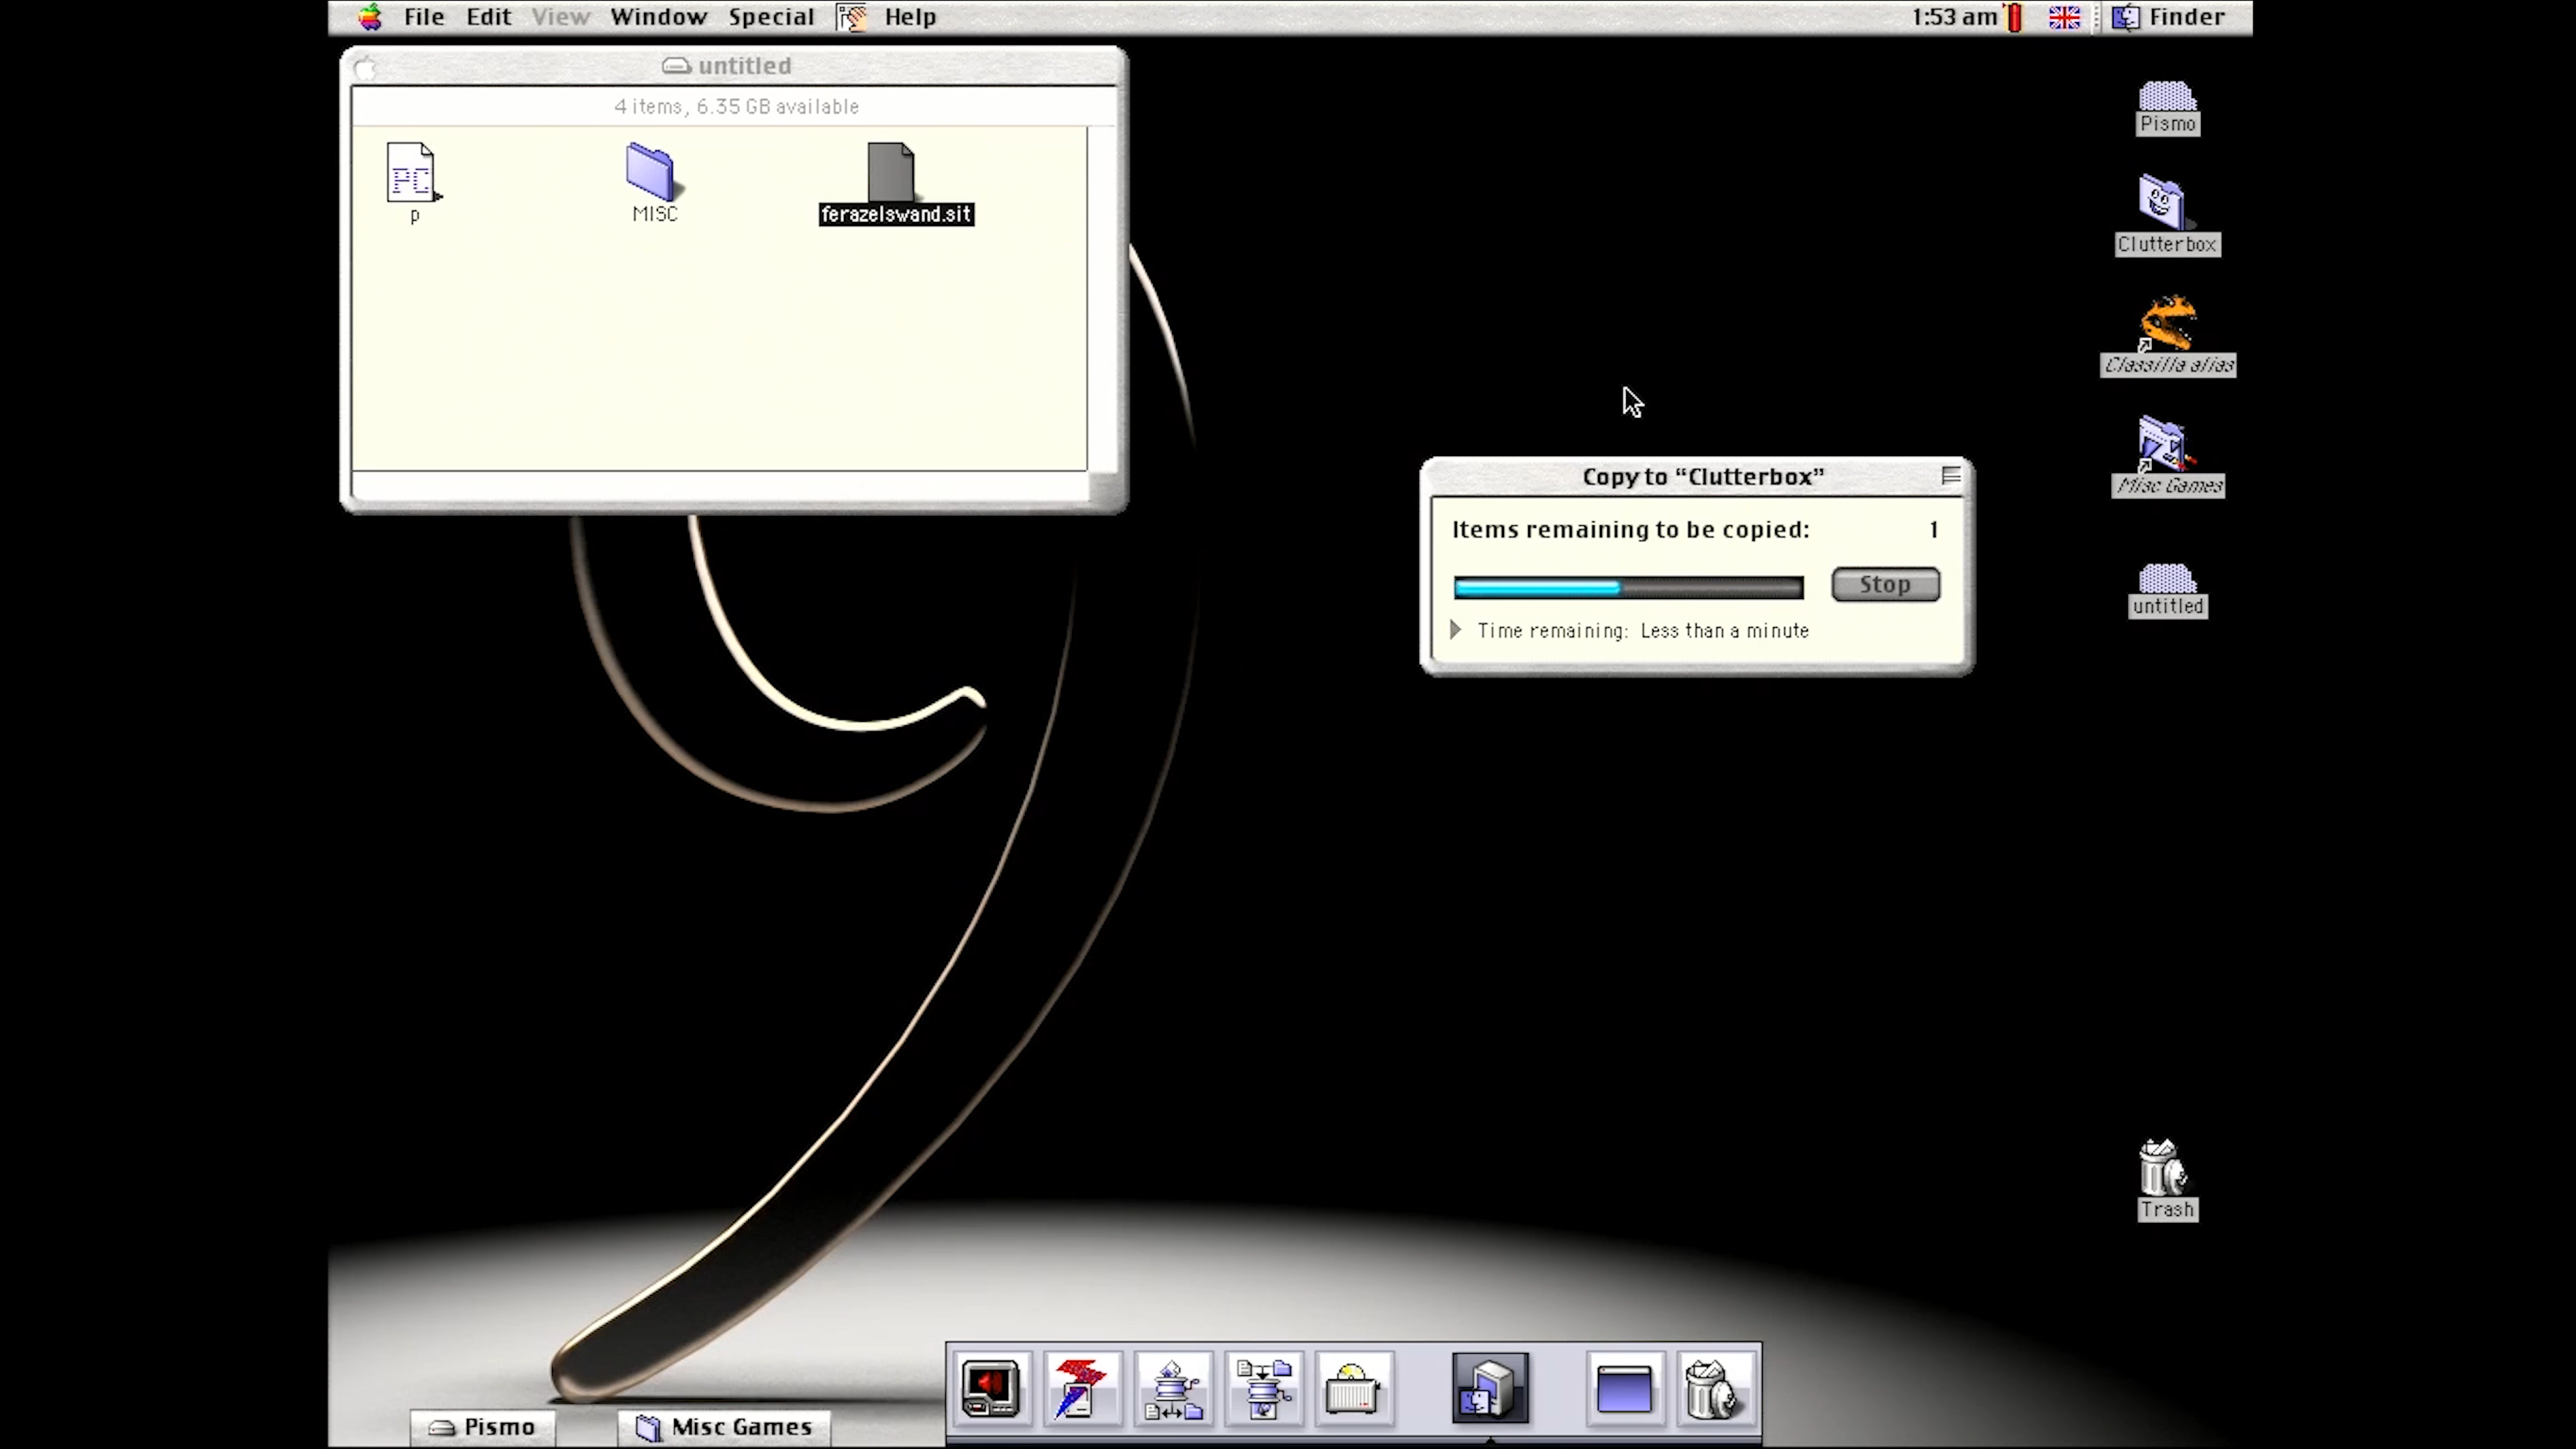 File Edit View Window Special Help 1:53 am Finder
untitled
4 items, 6.35 GB available
PC
p
MISC
ferazelswand.sit
Pismo
Clutterbox
Classilla alias
Misc Games
untitled
Copy to “Clutterbox”
Items remaining to be copied: 1
Stop
Time remaining: Less than a minute
Trash
Pismo
Misc Games